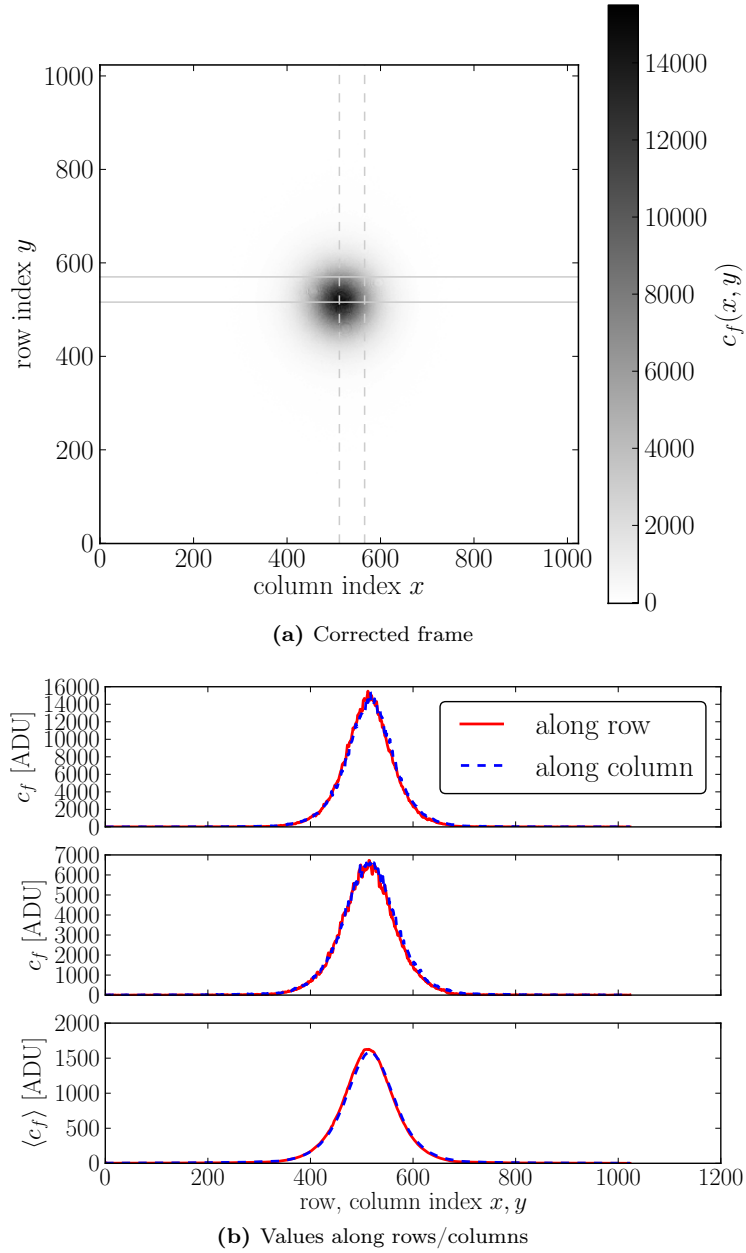 1000
800
600
400
200
0
row index y
0 200 400 600 800 1000
column index x
14000
12000
10000
8000
6000
4000
2000
0
c_f(x, y)
(a) Corrected frame
16000
14000
12000
10000
8000
6000
4000
2000
0
c_f [ADU]
along row
along column
7000
6000
5000
4000
3000
2000
1000
0
c_f [ADU]
2000
1500
1000
500
0
⟨c_f⟩ [ADU]
0 200 400 600 800 1000 1200
row, column index x, y
(b) Values along rows/columns